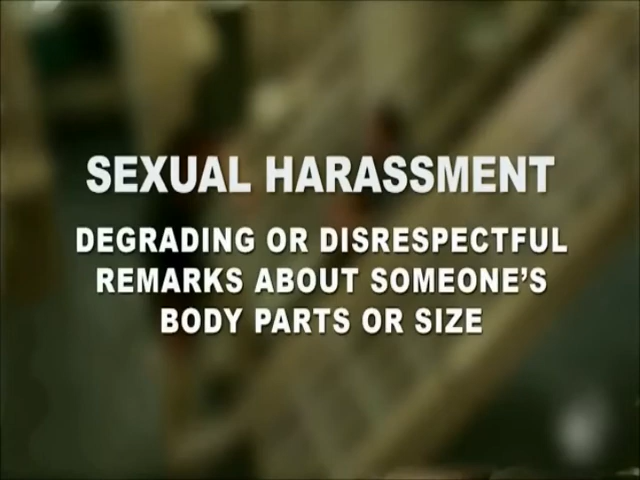 SEXUAL HARASSMENT
DEGRADING OR DISRESPECTFUL
REMARKS ABOUT SOMEONE'S
BODY PARTS OR SIZE